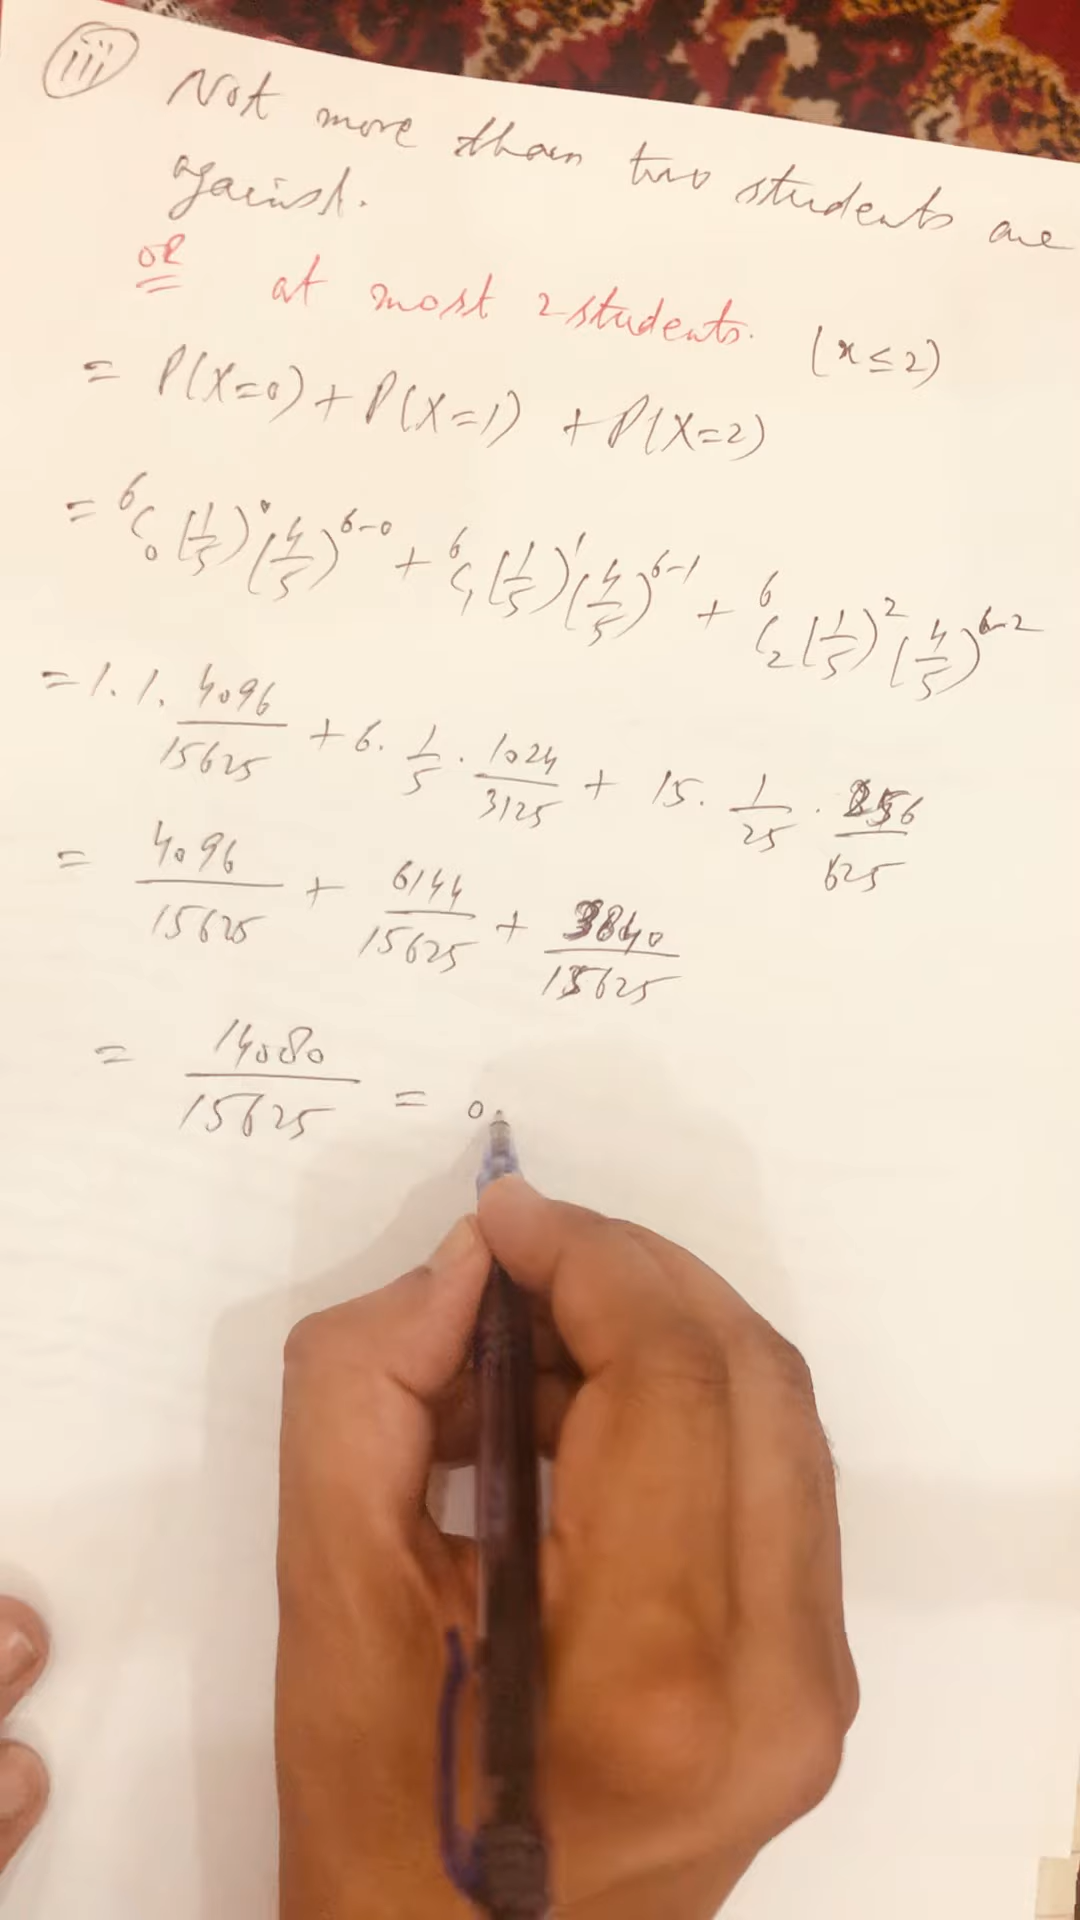 iii Not more than two students are
against.
OR at most 2 students. (x ≤ 2)
= P(X=0) + P(X=1) + P(X=2)
= ⁶C₀ (1/5)⁰ (4/5)⁶⁻⁰ + ⁶C₁ (1/5)¹ (4/5)⁶⁻¹ + ⁶C₂ (1/5)² (4/5)⁶⁻²
= 1. 1. 4096/15625 + 6. 1/5 . 1024/3125 + 15. 1/25 . 256/625
= 4096/15625 + 6144/15625 + 3840/15625
= 14080/15625 = 0.